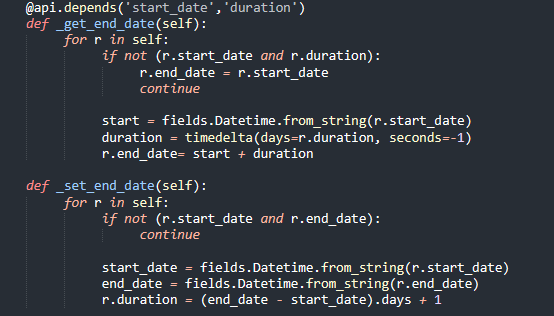 @api.depends('start_date','duration')
def _get_end_date(self):
    for r in self:
        if not (r.start_date and r.duration):
            r.end_date = r.start_date
            continue

        start = fields.Datetime.from_string(r.start_date)
        duration = timedelta(days=r.duration, seconds=-1)
        r.end_date= start + duration

def _set_end_date(self):
    for r in self:
        if not (r.start_date and r.end_date):
            continue

        start_date = fields.Datetime.from_string(r.start_date)
        end_date = fields.Datetime.from_string(r.end_date)
        r.duration = (end_date - start_date).days + 1